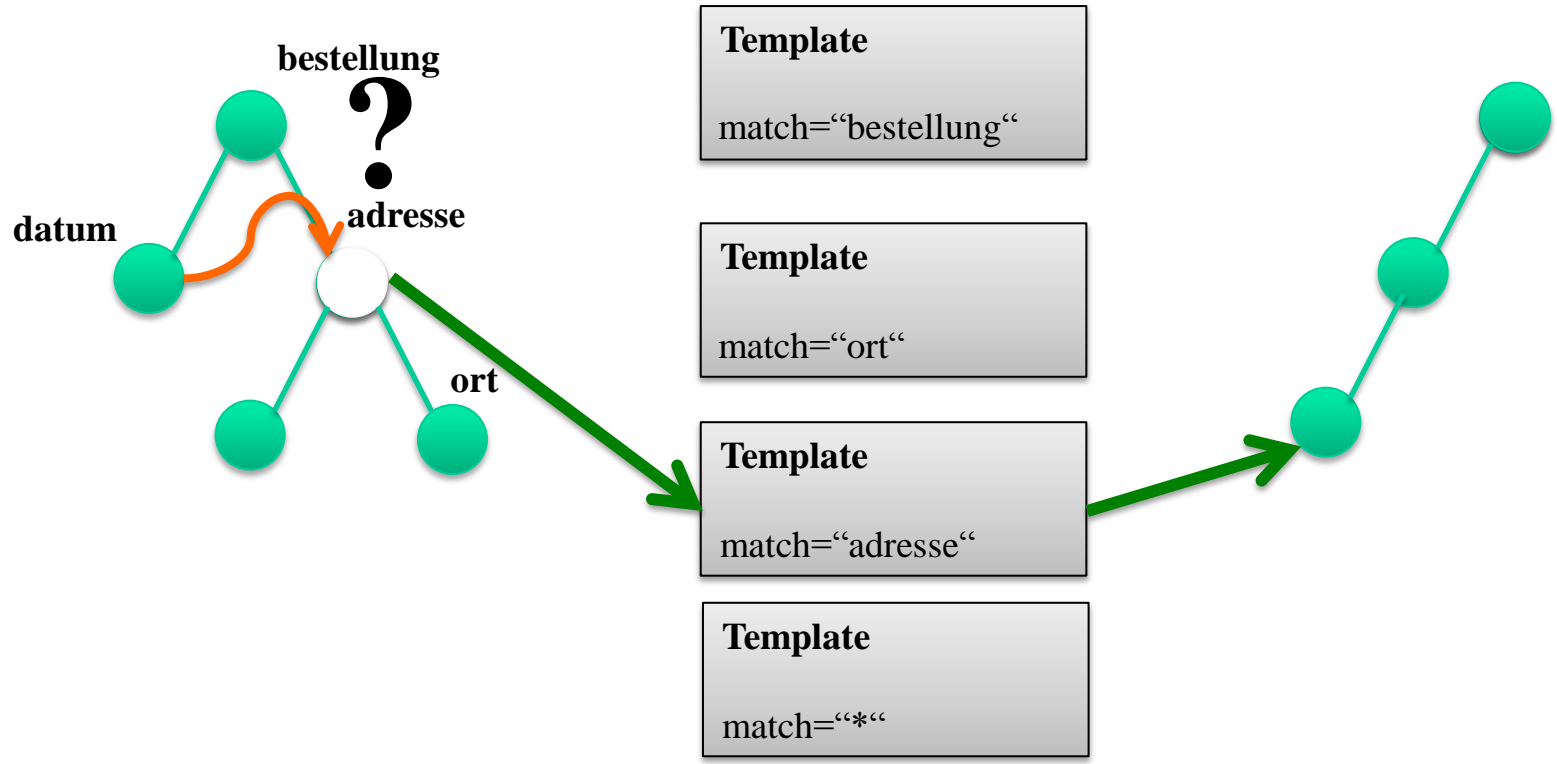 bestellung
?
adresse
datum
ort
Template
match=“bestellung“
Template
match=“ort“
Template
match=“adresse“
Template
match=“*“